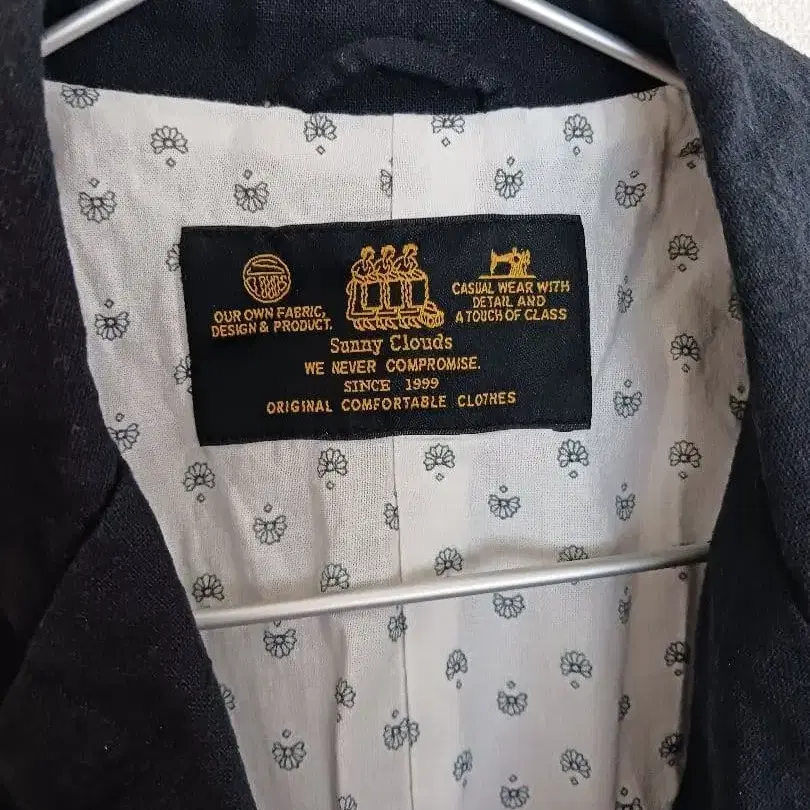 OUR OWN FABRIC,
DESIGN & PRODUCT.
CASUAL WEAR WITH
DETAIL AND
A TOUCH OF CLASS
Sunny Clouds
WE NEVER COMPROMISE.
SINCE 1999
ORIGINAL COMFORTABLE CLOTHES